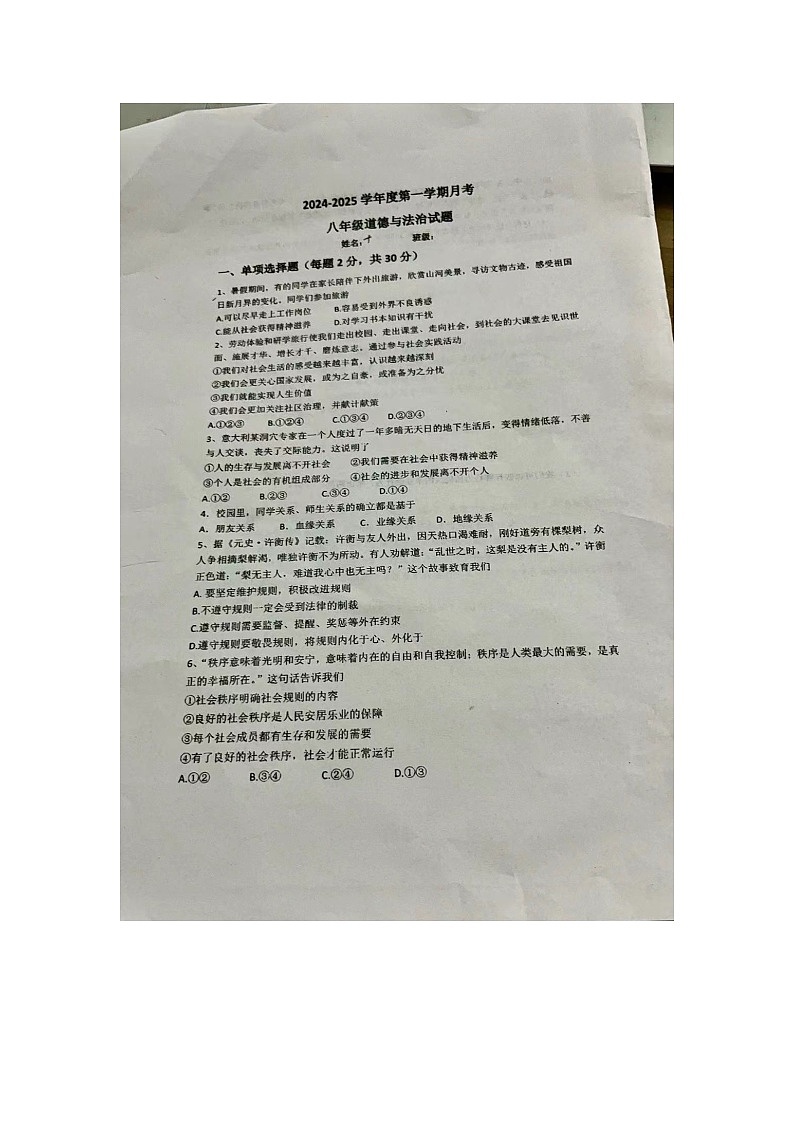 2024-2025 学年度第一学期月考
八年级道德与法治试题
姓名: 班级:
一、单项选择题（每题 2 分，共 30 分）
1、暑假期间，有的同学在家长陪伴下外出旅游，欣赏山河美景，寻访文物古迹，感受祖国
日新月异的变化。同学们参加旅游
A.可以尽早走上工作岗位 B.容易受到外界不良诱惑
C.能从社会获得精神滋养 D.对学习书本知识有干扰
2、劳动体验和研学旅行使我们走出校园、走出课堂、走向社会，到社会的大课堂去见识世
面、施展才华、增长才干、磨炼意志。通过参与社会实践活动
①我们对社会生活的感受越来越丰富，认识越来越深刻
②我们会更关心国家发展，或为之自豪，或准备为之分忧
③我们就能实现人生价值
④我们会更加关注社区治理，并献计献策
A.①②③ B.①②④ C.①③④ D.②③④
3、意大利某洞穴专家在一个人度过了一年多暗无天日的地下生活后，变得情绪低落、不善
与人交谈，丧失了交际能力。这说明了
①人的生存与发展离不开社会 ②我们需要在社会中获得精神滋养
③个人是社会的有机组成部分 ④社会的进步和发展离不开个人
A.①② B.②③ C.③④ D.①④
4．校园里，同学关系、师生关系的确立都是基于
A．朋友关系 B．血缘关系 C．业缘关系 D．地缘关系
5、据《元史·许衡传》记载：许衡与友人外出，因天热口渴难耐，刚好道旁有棵梨树，众
人争相摘梨解渴，唯独许衡不为所动。有人劝解道：“乱世之时，这梨是没有主人的。”许衡
正色道：“梨无主人，难道我心中也无主吗？”这个故事致育我们
A. 要坚定维护规则，积极改进规则
B.不遵守规则一定会受到法律的制裁
C.遵守规则需要监督、提醒、奖惩等外在约束
D.遵守规则要敬畏规则，将规则内化于心、外化于
6、“秩序意味着光明和安宁，意味着内在的自由和自我控制；秩序是人类最大的需要，是真
正的幸福所在。”这句话告诉我们
①社会秩序明确社会规则的内容
②良好的社会秩序是人民安居乐业的保障
③每个社会成员都有生存和发展的需要
④有了良好的社会秩序，社会才能正常运行
A.①② B.③④ C.②④ D.①③